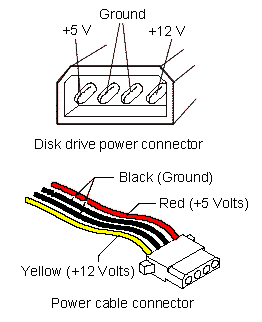 Ground
+5 V
+12 V
Disk drive power connector
Black (Ground)
Red (+5 Volts)
Yellow (+12 Volts)
Power cable connector